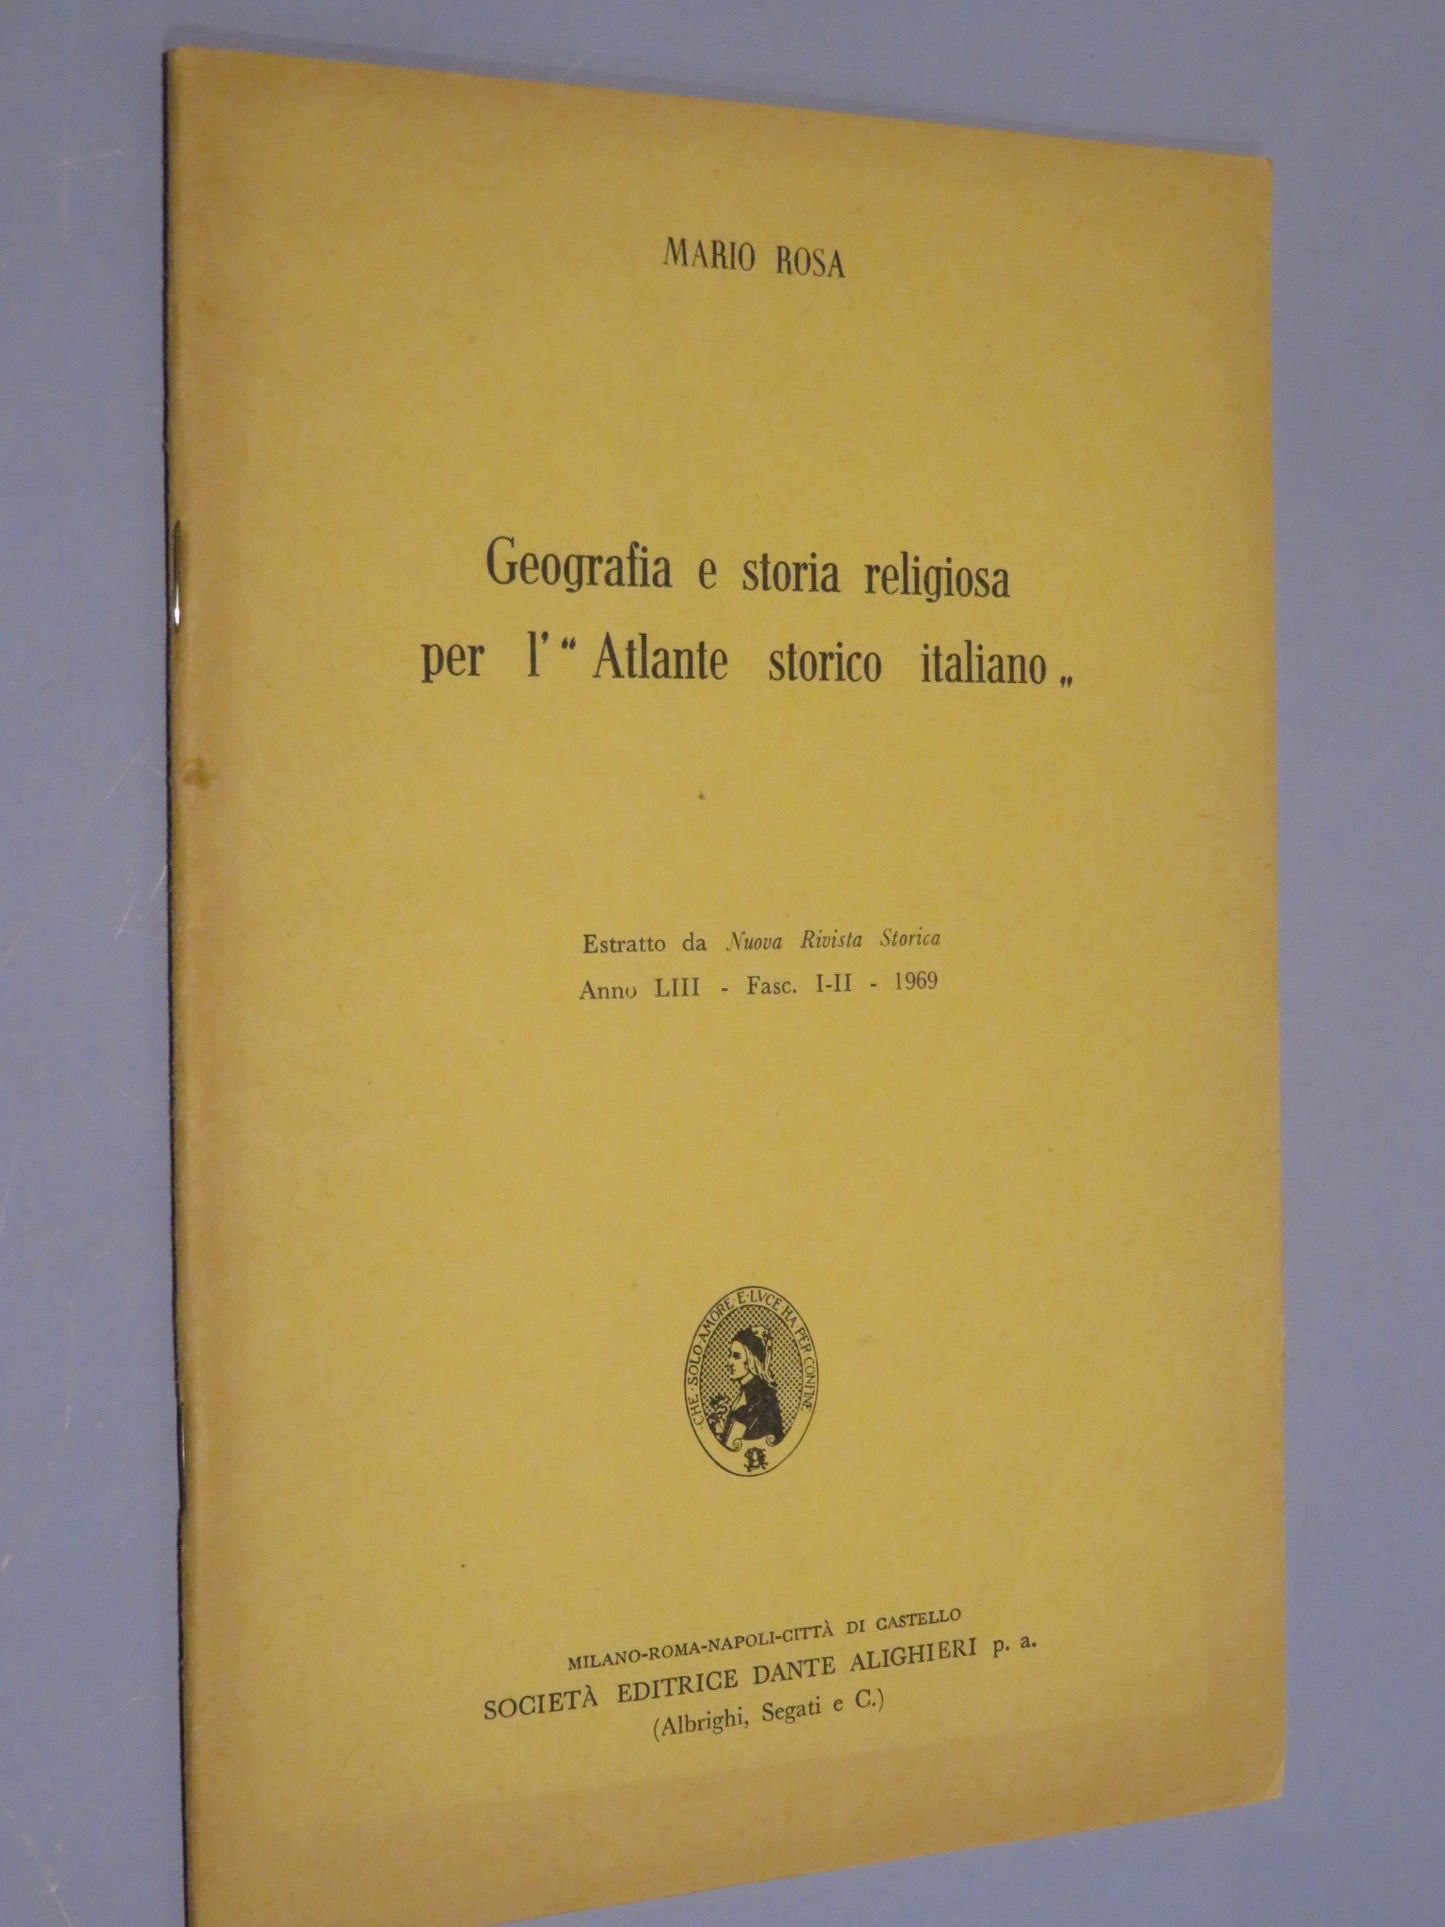 MARIO ROSA
Geografia e storia religiosa
per l' “ Atlante storico italiano „
Estratto da Nuova Rivista Storica
Anno LIII - Fasc. I-II - 1969
CHE · SOLO · AMORE · E · LVCE HA PER CONFINE
MILANO-ROMA-NAPOLI-CITTÀ DI CASTELLO
SOCIETÀ EDITRICE DANTE ALIGHIERI p. a.
(Albrighi, Segati e C.)